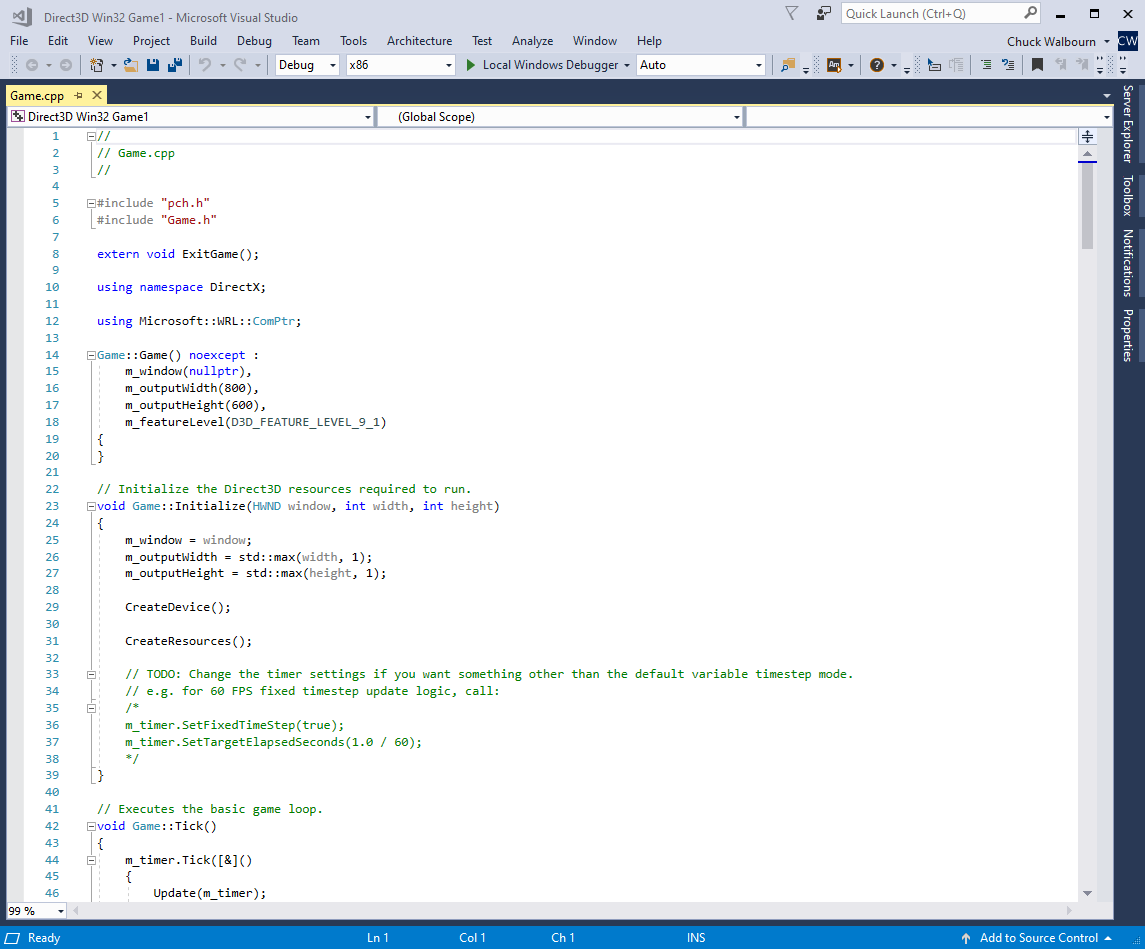 Direct3D Win32 Game1 - Microsoft Visual Studio
Quick Launch (Ctrl+Q)
File Edit View Project Build Debug Team Tools Architecture Test Analyze Window Help
Chuck Walbourn CW
Debug x86 Local Windows Debugger Auto
Game.cpp
Direct3D Win32 Game1 (Global Scope)
1 //
2 // Game.cpp
3 //
4
5 #include "pch.h"
6 #include "Game.h"
7
8 extern void ExitGame();
9
10 using namespace DirectX;
11
12 using Microsoft::WRL::ComPtr;
13
14 Game::Game() noexcept :
15 m_window(nullptr),
16 m_outputWidth(800),
17 m_outputHeight(600),
18 m_featureLevel(D3D_FEATURE_LEVEL_9_1)
19 {
20 }
21
22 // Initialize the Direct3D resources required to run.
23 void Game::Initialize(HWND window, int width, int height)
24 {
25 m_window = window;
26 m_outputWidth = std::max(width, 1);
27 m_outputHeight = std::max(height, 1);
28
29 CreateDevice();
30
31 CreateResources();
32
33 // TODO: Change the timer settings if you want something other than the default variable timestep mode.
34 // e.g. for 60 FPS fixed timestep update logic, call:
35 /*
36 m_timer.SetFixedTimeStep(true);
37 m_timer.SetTargetElapsedSeconds(1.0 / 60);
38 */
39 }
40
41 // Executes the basic game loop.
42 void Game::Tick()
43 {
44 m_timer.Tick([&]()
45 {
46 Update(m_timer);
Server Explorer
Toolbox
Notifications
Properties
99 %
Ready Ln 1 Col 1 Ch 1 INS Add to Source Control